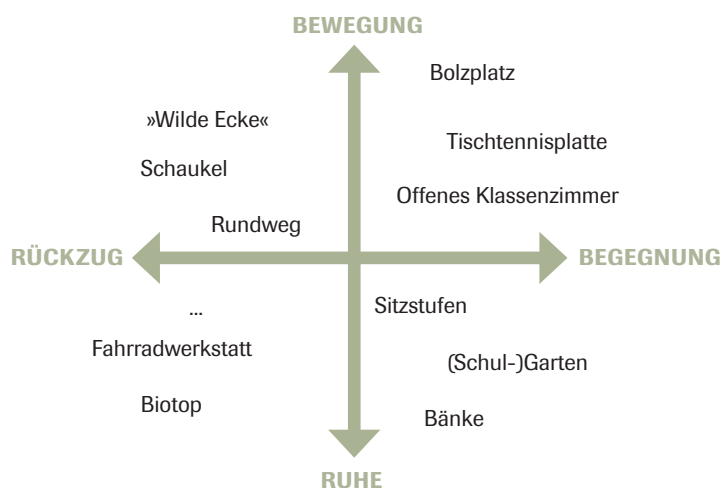 BEWEGUNG
Bolzplatz
»Wilde Ecke«
Tischtennisplatte
Schaukel
Offenes Klassenzimmer
Rundweg
RÜCKZUG
BEGEGNUNG
...
Sitzstufen
Fahrradwerkstatt
(Schul-)Garten
Biotop
Bänke
RUHE